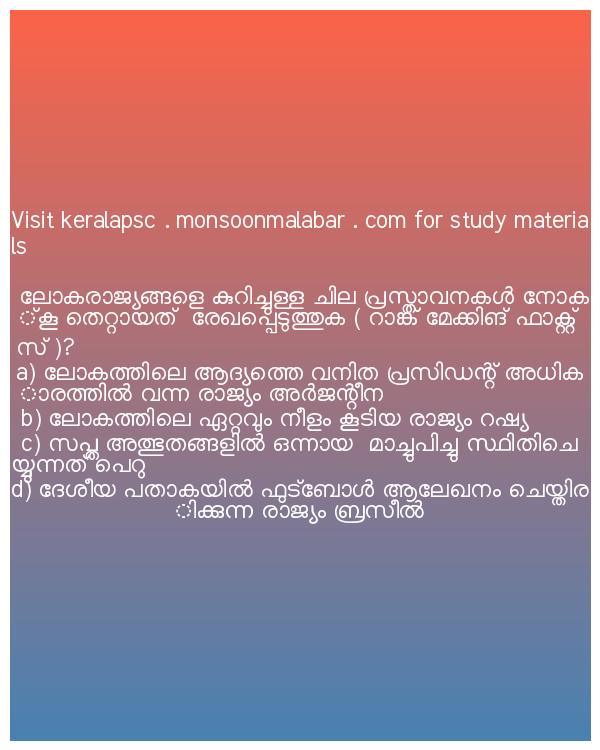 Visit keralapsc . monsoonmalabar . com for study materia
ls
ലോകരാജ്യങ്ങളെ കുറിച്ചുള്ള ചില പ്രസ്താവനകൾ നോക
്കൂ തെറ്റായത്  രേഖപ്പെടുത്തുക ( റാങ്ക് മേക്കിങ് ഫാക്റ്റ്
സ് )?
a) ലോകത്തിലെ ആദ്യത്തെ വനിത പ്രസിഡന്റ് അധിക
ാരത്തിൽ വന്ന രാജ്യം അർജന്റീന
b) ലോകത്തിലെ ഏറ്റവും നീളം കൂടിയ രാജ്യം റഷ്യ
c) സപ്ത അത്ഭുതങ്ങളിൽ ഒന്നായ  മാച്ചുപിച്ചു സ്ഥിതിചെ
യ്യുന്നത് പെറു
d) ദേശീയ പതാകയിൽ ഫുട്ബോൾ ആലേഖനം ചെയ്തിര
ിക്കുന്ന രാജ്യം ബ്രസീൽ